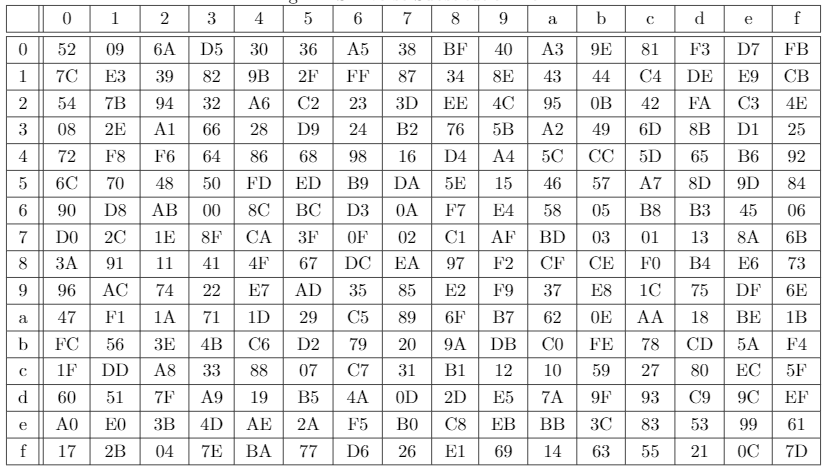 0 1 2 3 4 5 6 7 8 9 a b c d e f
0 52 09 6A D5 30 36 A5 38 BF 40 A3 9E 81 F3 D7 FB
1 7C E3 39 82 9B 2F FF 87 34 8E 43 44 C4 DE E9 CB
2 54 7B 94 32 A6 C2 23 3D EE 4C 95 0B 42 FA C3 4E
3 08 2E A1 66 28 D9 24 B2 76 5B A2 49 6D 8B D1 25
4 72 F8 F6 64 86 68 98 16 D4 A4 5C CC 5D 65 B6 92
5 6C 70 48 50 FD ED B9 DA 5E 15 46 57 A7 8D 9D 84
6 90 D8 AB 00 8C BC D3 0A F7 E4 58 05 B8 B3 45 06
7 D0 2C 1E 8F CA 3F 0F 02 C1 AF BD 03 01 13 8A 6B
8 3A 91 11 41 4F 67 DC EA 97 F2 CF CE F0 B4 E6 73
9 96 AC 74 22 E7 AD 35 85 E2 F9 37 E8 1C 75 DF 6E
a 47 F1 1A 71 1D 29 C5 89 6F B7 62 0E AA 18 BE 1B
b FC 56 3E 4B C6 D2 79 20 9A DB C0 FE 78 CD 5A F4
c 1F DD A8 33 88 07 C7 31 B1 12 10 59 27 80 EC 5F
d 60 51 7F A9 19 B5 4A 0D 2D E5 7A 9F 93 C9 9C EF
e A0 E0 3B 4D AE 2A F5 B0 C8 EB BB 3C 83 53 99 61
f 17 2B 04 7E BA 77 D6 26 E1 69 14 63 55 21 0C 7D